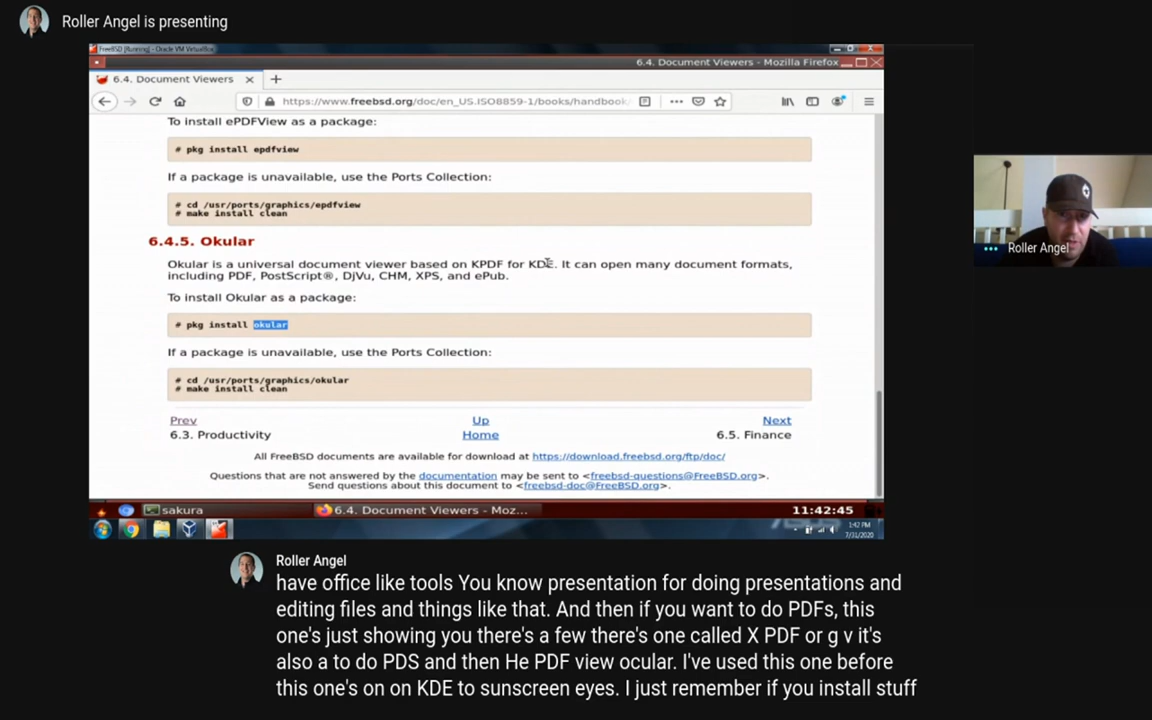 Roller Angel is presenting
FreeBSD [Running] - Oracle VM VirtualBox
6.4. Document Viewers - Mozilla Firefox
6.4. Document Viewers
https://www.freebsd.org/doc/en_US.ISO8859-1/books/handbook/
To install ePDFView as a package:
# pkg install epdfview
If a package is unavailable, use the Ports Collection:
# cd /usr/ports/graphics/epdfview
# make install clean
6.4.5. Okular
Okular is a universal document viewer based on KPDF for KDE. It can open many document formats,
including PDF, PostScript®, DjVu, CHM, XPS, and ePub.
To install Okular as a package:
# pkg install okular
If a package is unavailable, use the Ports Collection:
# cd /usr/ports/graphics/okular
# make install clean
Prev Up Next
6.3. Productivity Home 6.5. Finance
All FreeBSD documents are available for download at https://download.freebsd.org/ftp/doc/
Questions that are not answered by the documentation may be sent to <freebsd-questions@FreeBSD.org>.
Send questions about this document to <freebsd-doc@FreeBSD.org>.
sakura 6.4. Document Viewers - Moz... 11:42:45
1:42 PM
7/31/2020
Roller Angel
Roller Angel
have office like tools You know presentation for doing presentations and
editing files and things like that. And then if you want to do PDFs, this
one's just showing you there's a few there's one called X PDF or g v it's
also a to do PDS and then He PDF view ocular. I've used this one before
this one's on on KDE to sunscreen eyes. I just remember if you install stuff